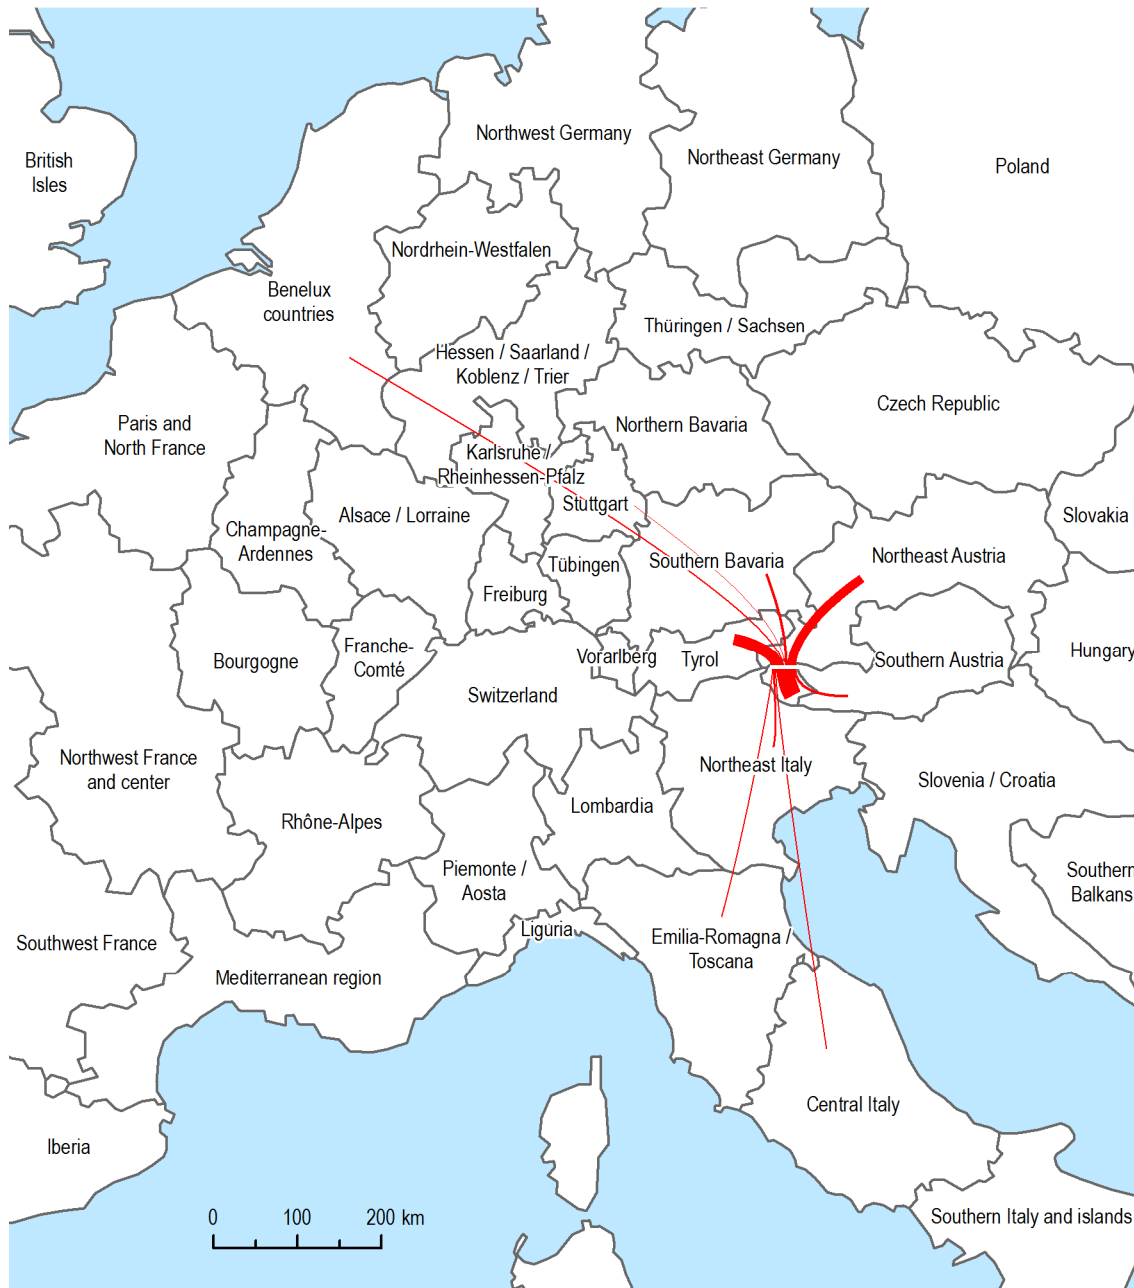 Northwest Germany
Northeast Germany
British
Isles
Poland
Nordrhein-Westfalen
Benelux
countries
Thüringen / Sachsen
Hessen / Saarland /
Koblenz / Trier
Czech Republic
Paris and
North France
Northern Bavaria
Karlsruhe /
Rheinhessen-Pfalz
Stuttgart
Alsace / Lorraine
Slovakia
Champagne-
Ardennes
Northeast Austria
Southern Bavaria
Tübingen
Freiburg
Franche-
Comté
Bourgogne
Vorarlberg
Tyrol
Southern Austria
Hungary
Switzerland
Northwest France
and center
Northeast Italy
Slovenia / Croatia
Lombardia
Rhône-Alpes
Piemonte /
Aosta
Southern
Balkans
Liguria
Southwest France
Emilia-Romagna /
Toscana
Mediterranean region
Central Italy
Iberia
0 100 200 km
Southern Italy and islands